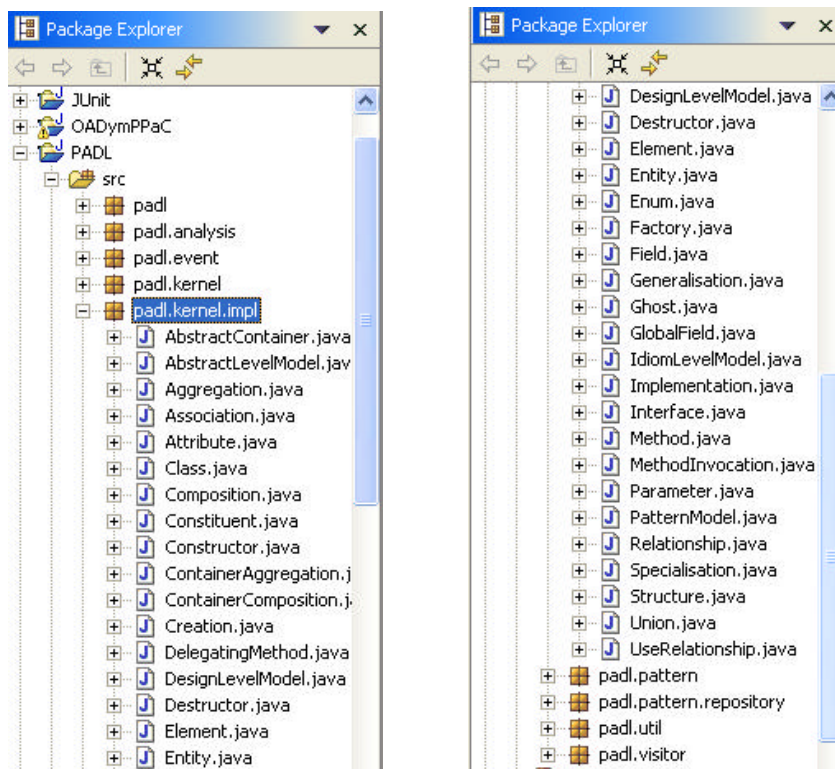 Package Explorer
JUnit
OADymPPaC
PADL
src
padl
padl.analysis
padl.event
padl.kernel
padl.kernel.impl
AbstractContainer.java
AbstractLevelModel.jav
Aggregation.java
Association.java
Attribute.java
Class.java
Composition.java
Constituent.java
Constructor.java
ContainerAggregation.j
ContainerComposition.j
Creation.java
DelegatingMethod.java
DesignLevelModel.java
Destructor.java
Element.java
Entity.java
Package Explorer
DesignLevelModel.java
Destructor.java
Element.java
Entity.java
Enum.java
Factory.java
Field.java
Generalisation.java
Ghost.java
GlobalField.java
IdiomLevelModel.java
Implementation.java
Interface.java
Method.java
MethodInvocation.java
Parameter.java
PatternModel.java
Relationship.java
Specialisation.java
Structure.java
Union.java
UseRelationship.java
padl.pattern
padl.pattern.repository
padl.util
padl.visitor